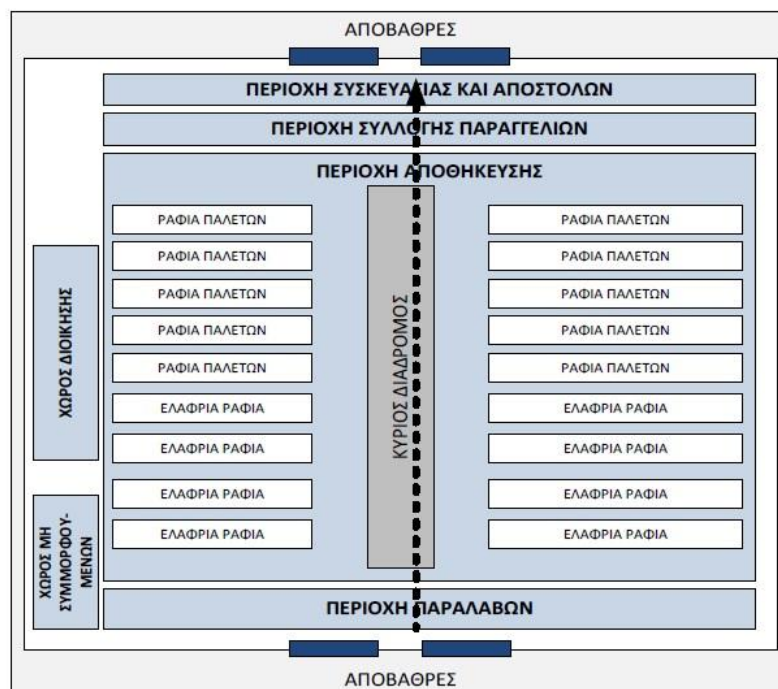 ΑΠΟΒΑΘΡΕΣ
ΠΕΡΙΟΧΗ ΣΥΣΚΕΥΑΣΙΑΣ ΚΑΙ ΑΠΟΣΤΟΛΩΝ
ΠΕΡΙΟΧΗ ΣΥΛΛΟΓΗΣ ΠΑΡΑΓΓΕΛΙΩΝ
ΠΕΡΙΟΧΗ ΑΠΟΘΗΚΕΥΣΗΣ
ΡΑΦΙΑ ΠΑΛΕΤΩΝ
ΡΑΦΙΑ ΠΑΛΕΤΩΝ
ΡΑΦΙΑ ΠΑΛΕΤΩΝ
ΡΑΦΙΑ ΠΑΛΕΤΩΝ
ΡΑΦΙΑ ΠΑΛΕΤΩΝ
ΡΑΦΙΑ ΠΑΛΕΤΩΝ
ΡΑΦΙΑ ΠΑΛΕΤΩΝ
ΡΑΦΙΑ ΠΑΛΕΤΩΝ
ΡΑΦΙΑ ΠΑΛΕΤΩΝ
ΡΑΦΙΑ ΠΑΛΕΤΩΝ
ΕΛΑΦΡΙΑ ΡΑΦΙΑ
ΕΛΑΦΡΙΑ ΡΑΦΙΑ
ΕΛΑΦΡΙΑ ΡΑΦΙΑ
ΕΛΑΦΡΙΑ ΡΑΦΙΑ
ΕΛΑΦΡΙΑ ΡΑΦΙΑ
ΕΛΑΦΡΙΑ ΡΑΦΙΑ
ΕΛΑΦΡΙΑ ΡΑΦΙΑ
ΕΛΑΦΡΙΑ ΡΑΦΙΑ
ΚΥΡΙΟΣ ΔΙΑΔΡΟΜΟΣ
ΧΩΡΟΣ ΔΙΟΙΚΗΣΗΣ
ΧΩΡΟΣ ΜΗ
ΣΥΜΜΟΡΦΟΥ-
ΜΕΝΩΝ
ΠΕΡΙΟΧΗ ΠΑΡΑΛΑΒΩΝ
ΑΠΟΒΑΘΡΕΣ